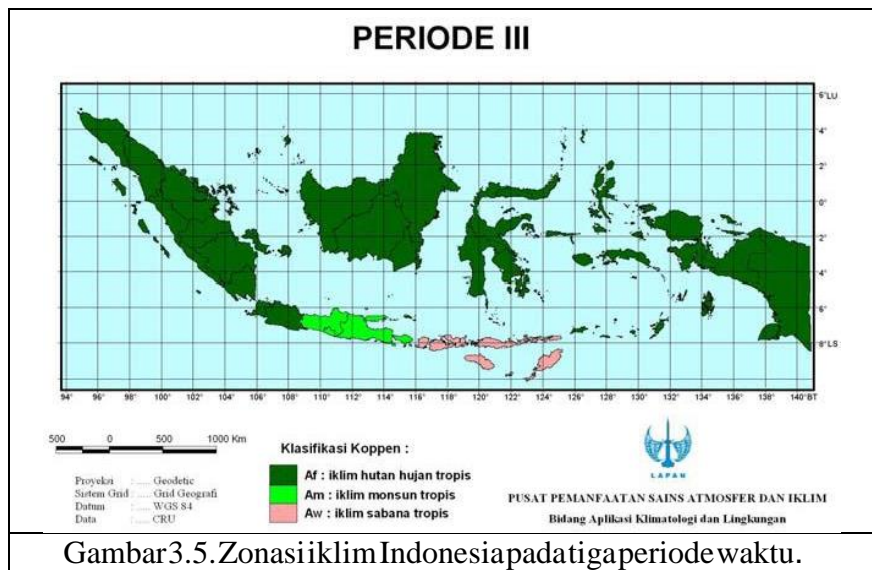 PERIODE III
6°LU
4°
2°
0°
2°
4°
6°
8°LS
94° 96° 98° 100° 102° 104° 106° 108° 110° 112° 114° 116° 118° 120° 122° 124° 126° 128° 130° 132° 134° 136° 138° 140°BT
500 0 500 1000 Km
Proyeksi : ..... Geodetic
Sistem Grid : ..... Grid Geografi
Datum : ..... WGS 84
Data : ..... CRU
Klasifikasi Koppen :
Af : iklim hutan hujan tropis
Am : iklim monsun tropis
Aw : iklim sabana tropis
LAPAN
PUSAT PEMANFAATAN SAINS ATMOSFER DAN IKLIM
Bidang Aplikasi Klimatologi dan Lingkungan
Gambar3.5.ZonasiiklimIndonesiapadatigaperiodewaktu.